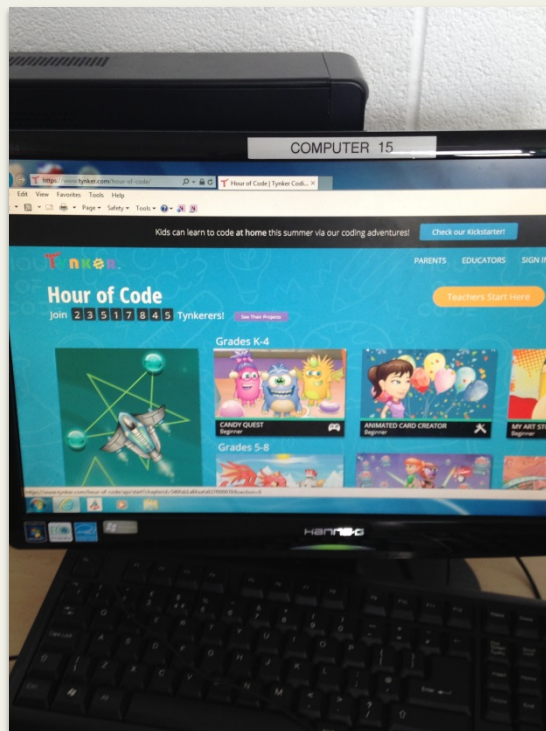 COMPUTER 15
https://www.tynker.com/hour-of-code/
Hour of Code | Tynker Codi... ×
Edit View Favorites Tools Help
Page Safety Tools
Kids can learn to code at home this summer via our coding adventures!
Check our Kickstarter!
TYNKER
PARENTS EDUCATORS SIGN I
Hour of Code
Teachers Start Here
Join 23517845 Tynkerers!
See Their Projects
Grades K-4
CANDY QUEST
Beginner
ANIMATED CARD CREATOR
Beginner
MY ART ST
Beginner
Grades 5-8
HANNS-G